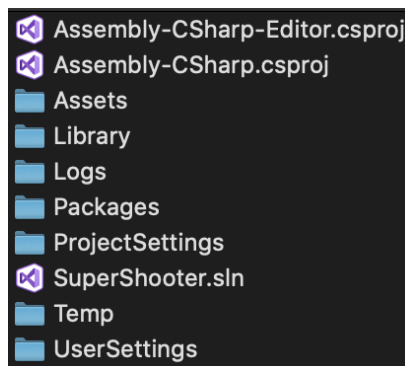 Assembly-CSharp-Editor.csproj
Assembly-CSharp.csproj
Assets
Library
Logs
Packages
ProjectSettings
SuperShooter.sln
Temp
UserSettings